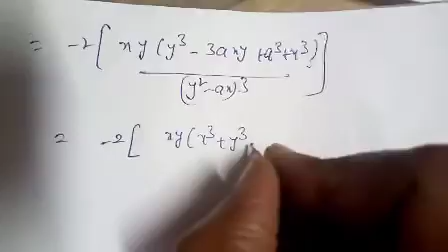 = -2 [ xy (y³ - 3axy + a³ + x³) / (y² - ax)³ ]
= -2 [ xy (x³ + y³